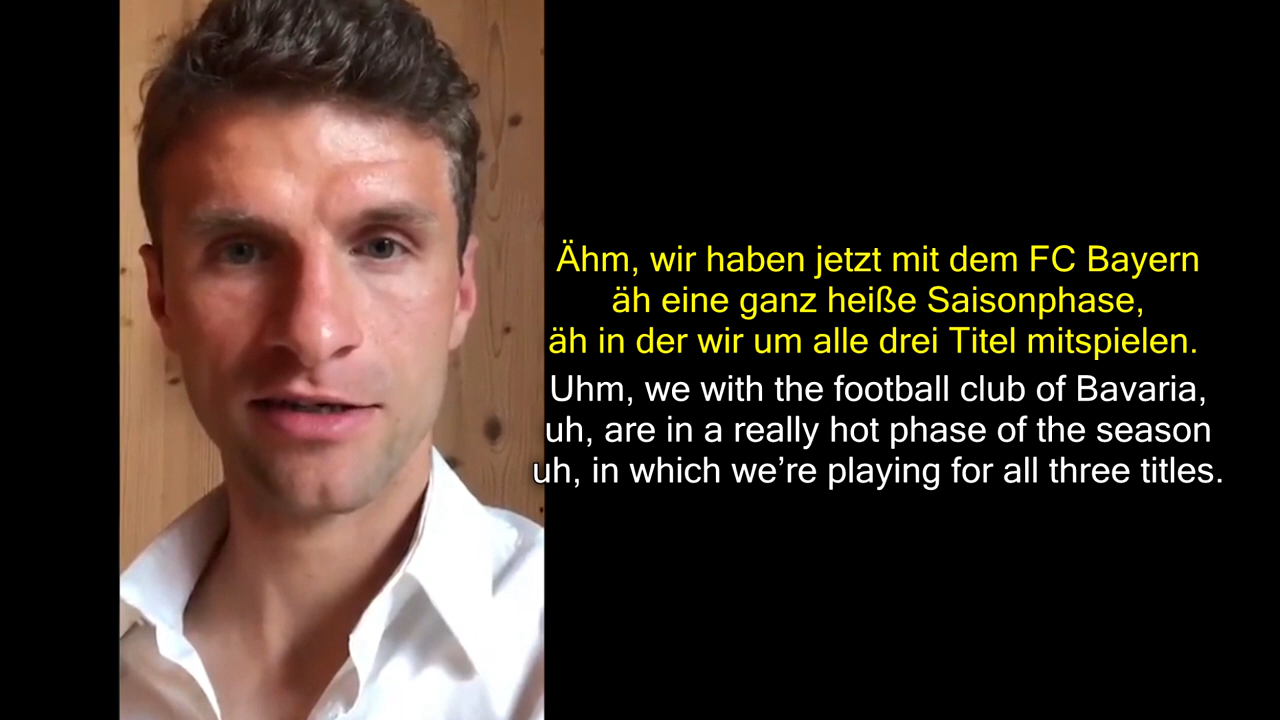 Ähm, wir haben jetzt mit dem FC Bayern
äh eine ganz heiße Saisonphase,
äh in der wir um alle drei Titel mitspielen.
Uhm, we with the football club of Bavaria,
uh, are in a really hot phase of the season
uh, in which we’re playing for all three titles.